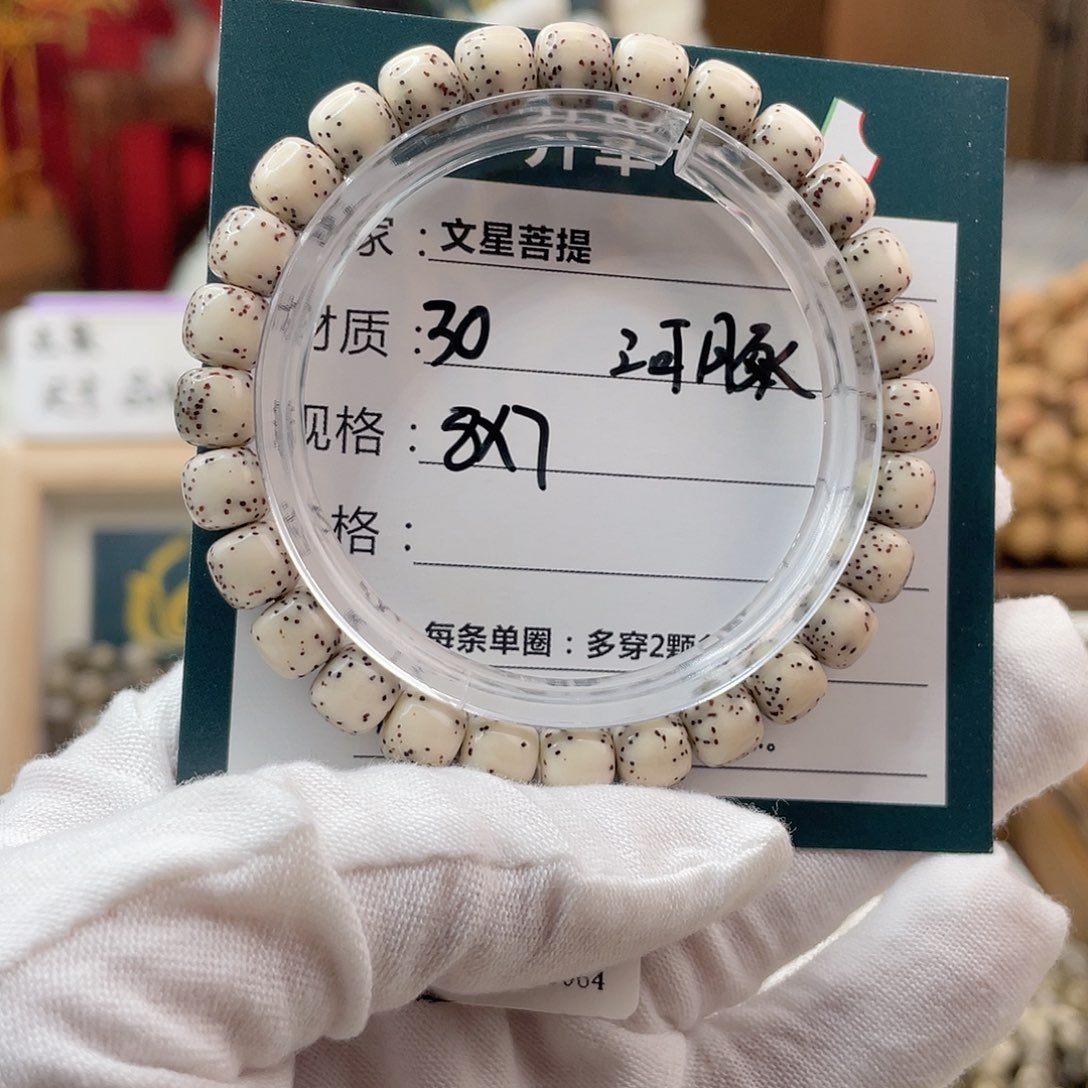 家：文星菩提
材质：30 河豚
规格：8X7
格：
每条单圈：多穿2颗
064